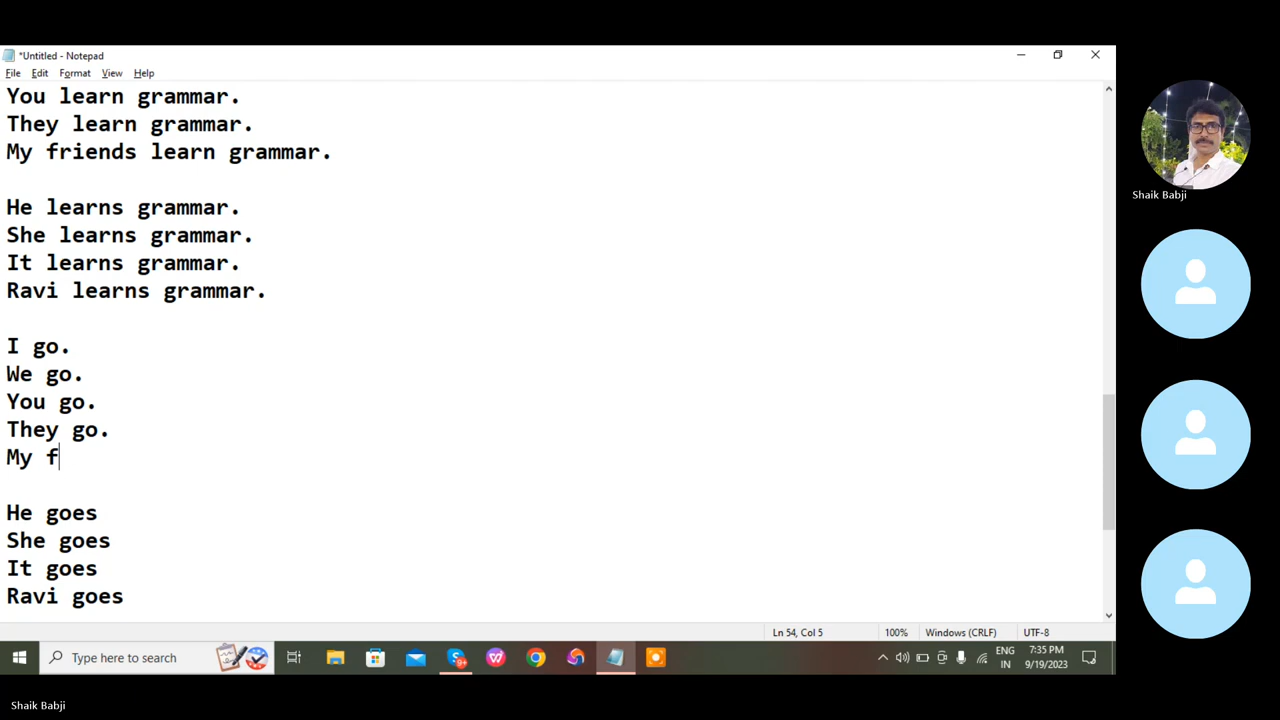 *Untitled - Notepad
File Edit Format View Help
You learn grammar.
They learn grammar.
My friends learn grammar.
He learns grammar.
She learns grammar.
It learns grammar.
Ravi learns grammar.
I go.
We go.
You go.
They go.
My f
He goes
She goes
It goes
Ravi goes
Ln 54, Col 5 100% Windows (CRLF) UTF-8
Type here to search
ENG
IN
7:35 PM
9/19/2023
Shaik Babji
Shaik Babji